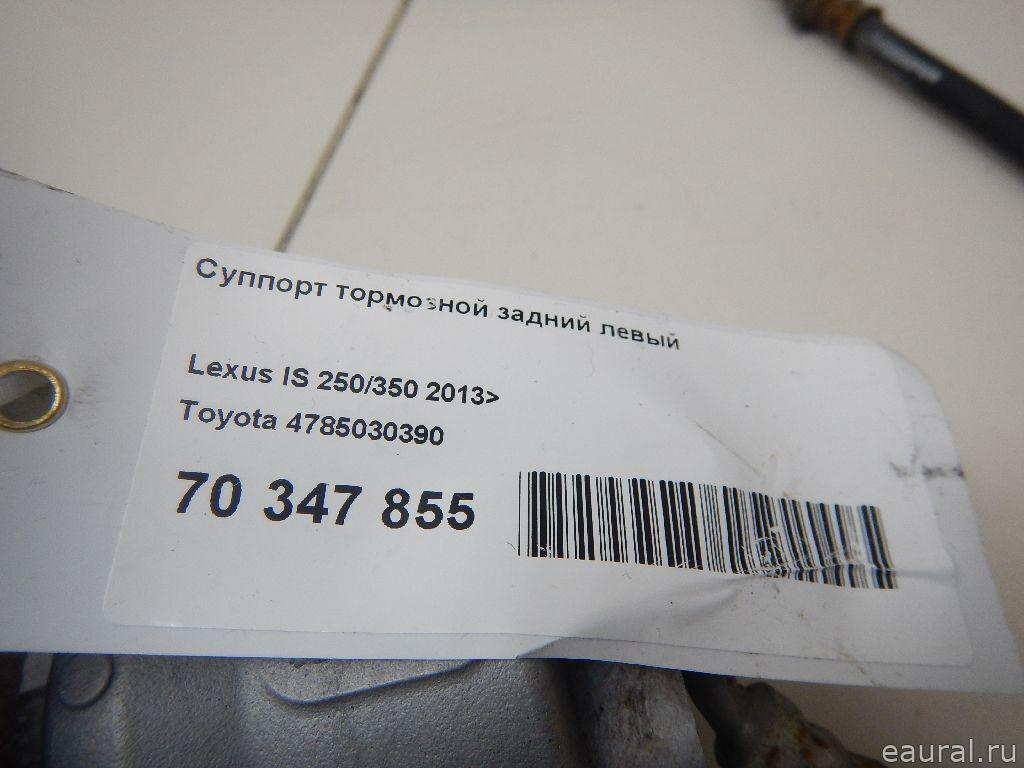 Суппорт тормозной задний левый
Lexus IS 250/350 2013>
Toyota 4785030390
70 347 855
eaural.ru